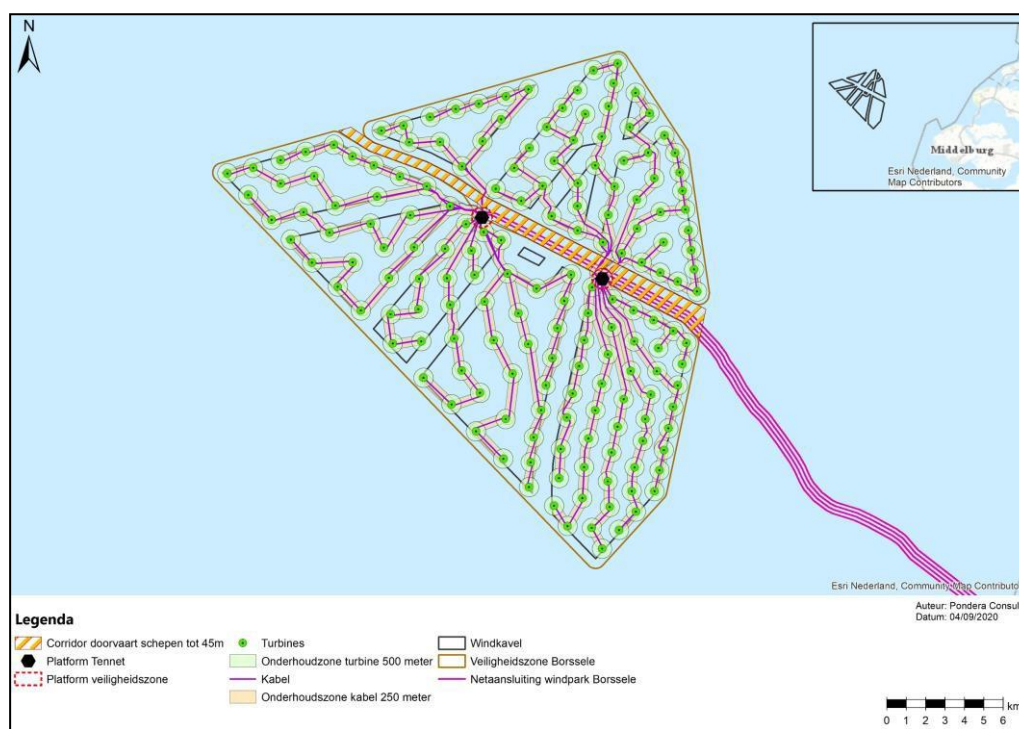 N
Middelburg
Esri Nederland, Community
Map Contributors
Esri Nederland, Community Map Contributo
Auteur: Pondera Consul
Datum: 04/09/2020
Legenda
Corridor doorvaart schepen tot 45m
Platform Tennet
Platform veiligheidszone
Turbines
Onderhoudzone turbine 500 meter
Kabel
Onderhoudszone kabel 250 meter
Windkavel
Veiligheidszone Borssele
Netaansluiting windpark Borssele
km
0 1 2 3 4 5 6